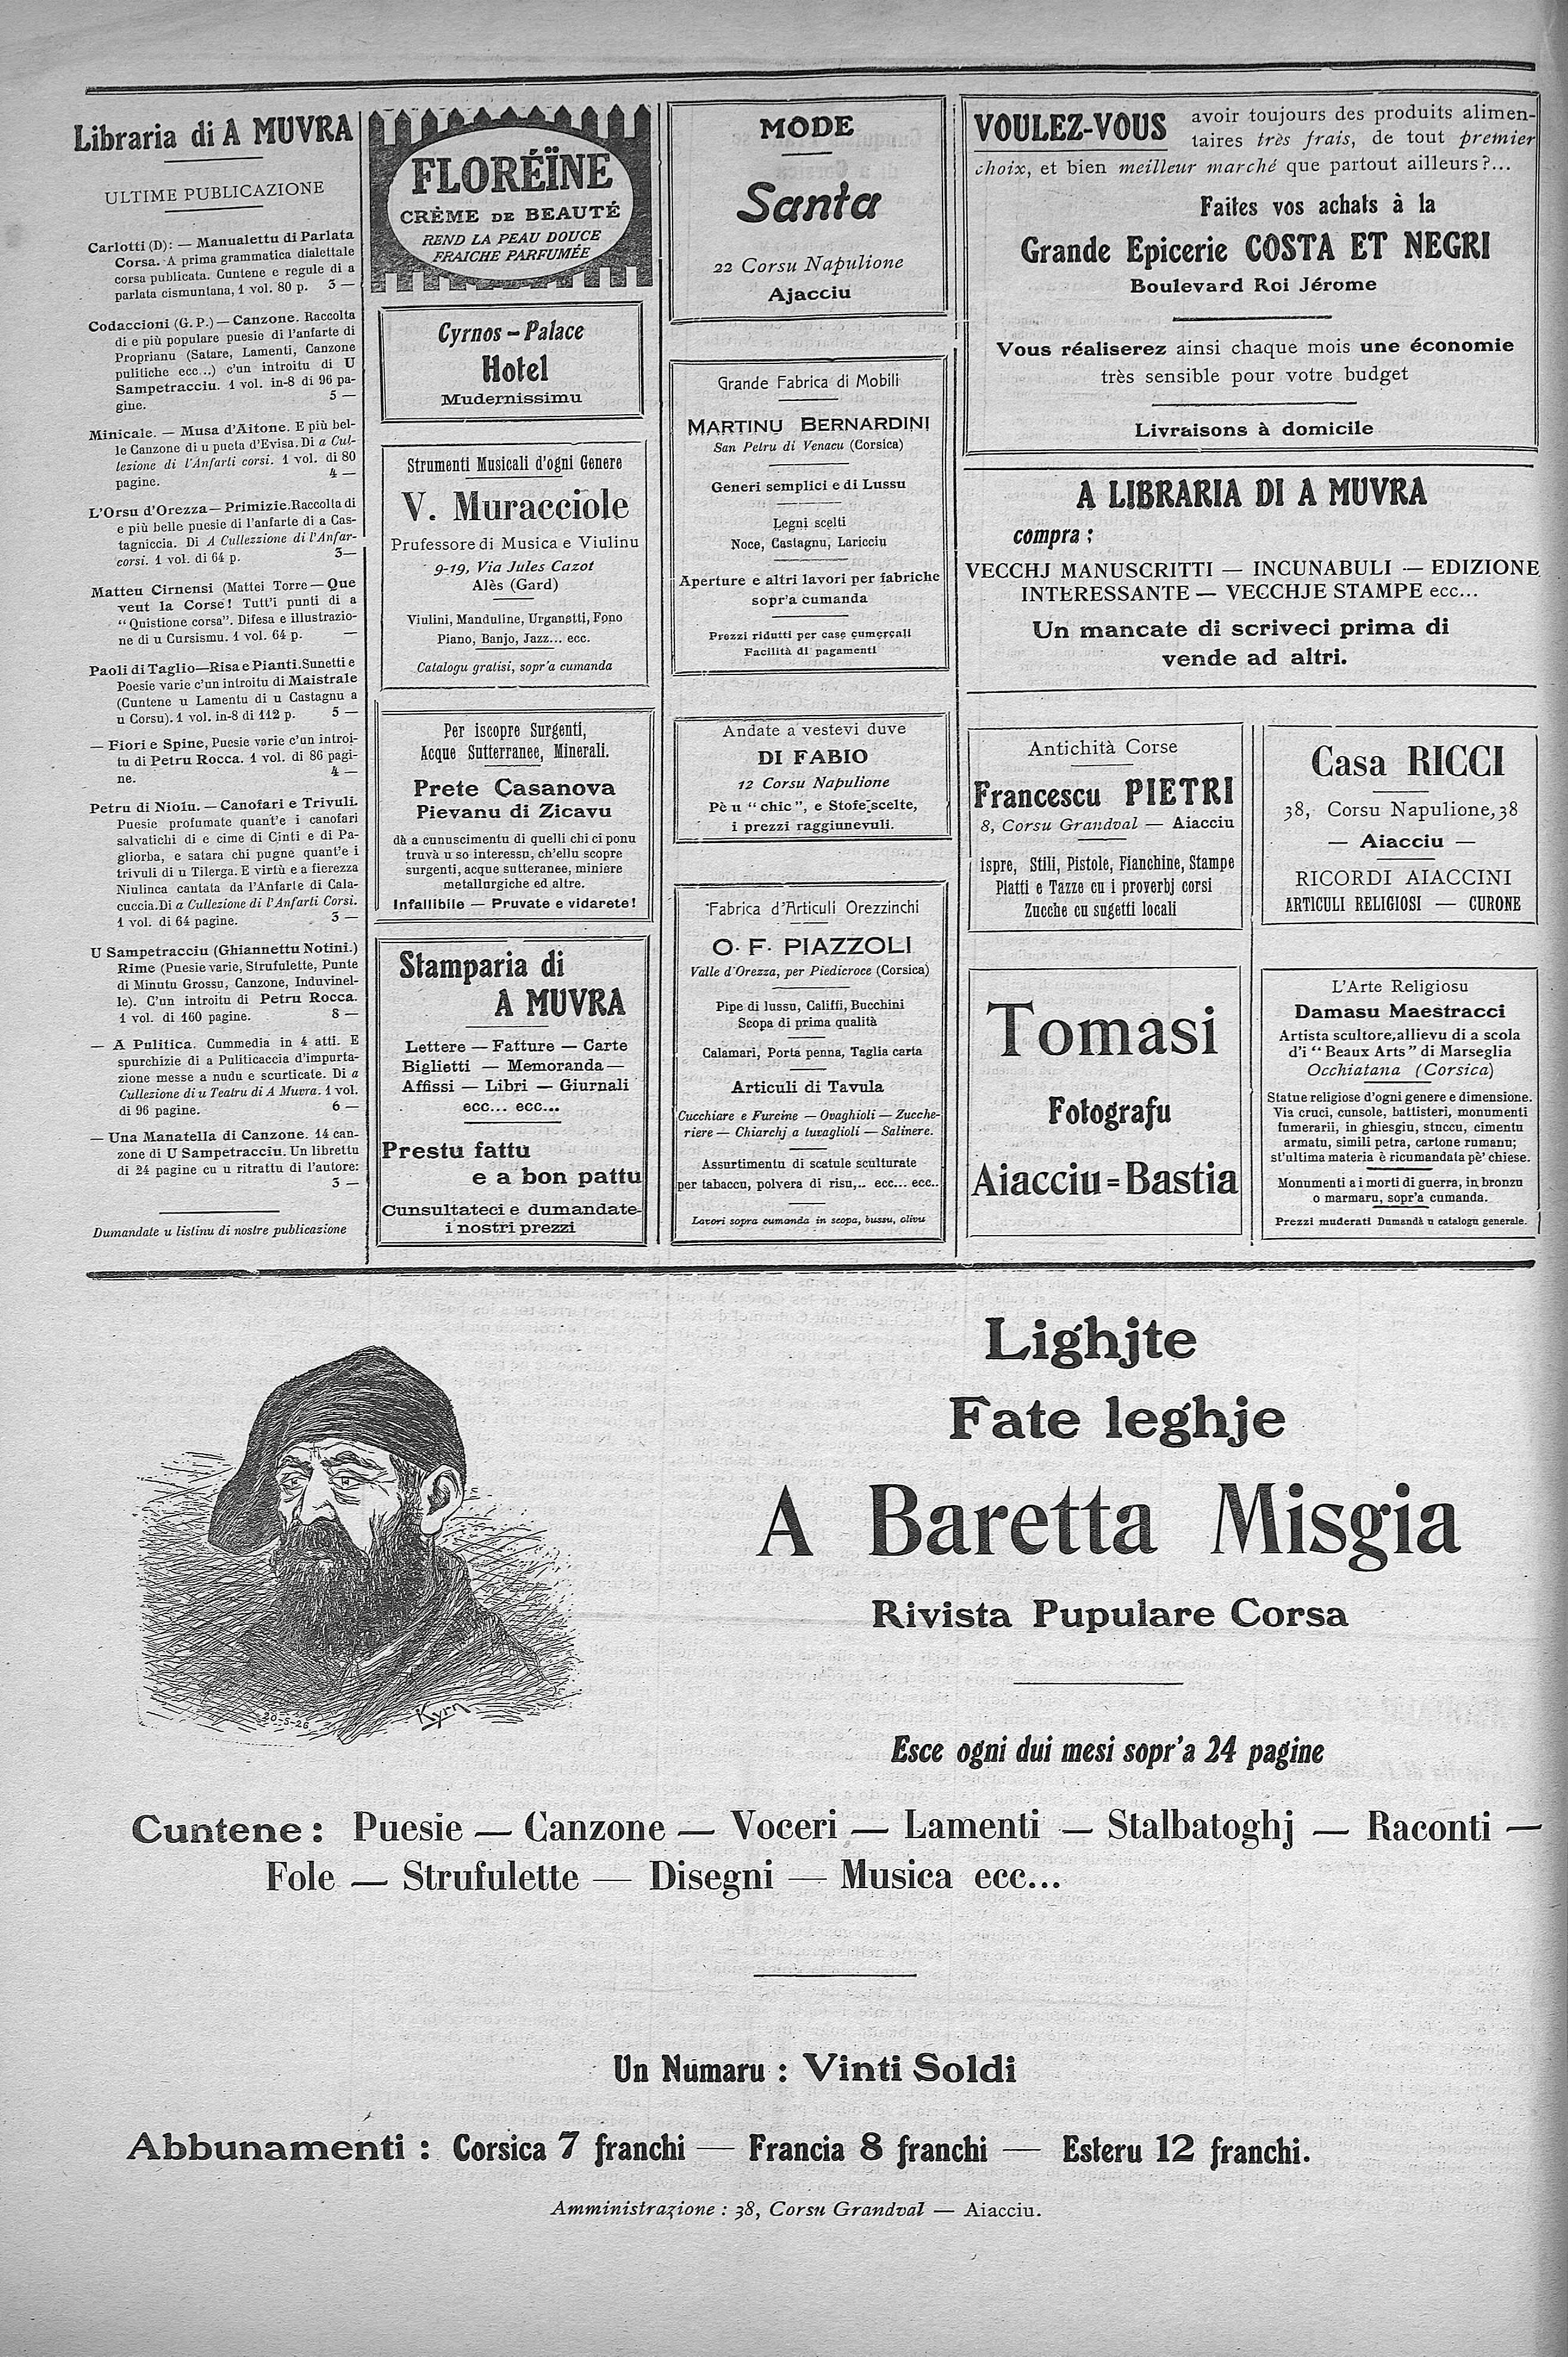 Libraria di A MUVRA
ULTIME PUBLICAZIONE
Carlotti (D): — Manualettu di Parlata
Corsa. A prima grammatica dialettale
corsa publicata. Cuntene e regule di a
parlata cismuntana, 1 vol. 80 p. 3 —
Codaccioni (G. P.) — Canzone. Raccolta
di e più populare puesie di l'anfarte di
Proprianu (Satare, Lamenti, Canzone
pulitiche ecc...) c'un introitu di U
Sampetracciu. 1 vol. in-8 di 96 pa-
gine. 5 —
Minicale. — Musa d'Aitone. E più bel-
le Canzone di u pueta d'Evisa. Di a Cul-
lezione di l'Anfarti corsi. 1 vol. di 80
pagine. 4 —
L'Orsu d'Orezza — Primizie. Raccolta di
e più belle puesie di l'anfarte di a Cas-
tagniccia. Di A Cullezzione di l'Anfar-
corsi. 1 vol. di 64 p. 3 —
Matteu Cirnensi (Mattei Torre — Que
veut la Corse! Tutt'i punti di a
“Quistione corsa”. Difesa e illustrazio-
ne di u Cursismu. 1 vol. 64 p. —
Paoli di Taglio — Risa e Pianti. Sunetti e
Poesie varie c'un introitu di Maistrale
(Cuntene u Lamentu di u Castagnu a
u Corsu). 1 vol. in-8 di 112 p. 5 —
— Fiori e Spine, Puesie varie c'un introi-
tu di Petru Rocca. 1 vol. di 86 pagi-
ne. 4 —
Petru di Niolu. — Canofari e Trivuli.
Puesie profumate quant'e i canofari
salvatichi di e cime di Cinti e di Pa-
gliorba, e satara chi pugne quant'e i
trivuli di u Tilerga. E virtù e a fierezza
Niulinca cantata da l'Anfarte di Cala-
cuccia. Di a Cullezione di l'Anfarti Corsi.
1 vol. di 64 pagine. 3 —
U Sampetracciu (Ghiannettu Notini.)
Rime (Puesie varie, Strufulette, Punte
di Minutu Grossu, Canzone, Induvinel-
le). C'un introitu di Petru Rocca.
1 vol. di 160 pagine. 8 —
— A Pulitica. Cummedia in 4 atti. E
spurchizie di a Puliticaccia d'impurta-
zione messe a nudu e scurticate. Di a
Cullezione di u Teatru di A Muvra. 1 vol.
di 96 pagine. 6 —
— Una Manatella di Canzone. 14 can-
zone di U Sampetracciu. Un librettu
di 24 pagine cu u ritrattu di l'autore:
3 —
Dumandate u listinu di nostre publicazione
FLORÉÏNE
CRÈME DE BEAUTÉ
REND LA PEAU DOUCE
FRAICHE PARFUMÉE
Cyrnos - Palace
Hotel
Mudernissimu
Strumenti Musicali d'ogni Genere
V. Muracciole
Prufessore di Musica e Viulinu
9-19, Via Jules Cazot
Alès (Gard)
Viulini, Manduline, Urganetti, Fono
Piano, Banjo, Jazz... ecc.
Catalogu gratisi, sopr'a cumanda
Per iscopre Surgenti,
Acque Sutterranee, Minerali.
Prete Casanova
Pievanu di Zicavu
dà a cunuscimentu di quelli chi ci ponu
truvà u so interessu, ch'ellu scopre
surgenti, acque sutteranee, miniere
metallurgiche ed altre.
Infallibile — Pruvate e vidarete!
Stamparia di
A MUVRA
Lettere — Fatture — Carte
Biglietti — Memoranda —
Affissi — Libri — Giurnali
ecc... ecc...
Prestu fattu
e a bon pattu
Cunsultateci e dumandate-
i nostri prezzi
MODE
Santa
22 Corsu Napulione
Ajacciu
Grande Fabrica di Mobili
MARTINU BERNARDINI
San Petru di Venacu (Corsica)
Generi semplici e di Lussu
Legni scelti
Noce, Castagnu, Laricciu
Aperture e altri lavori per fabriche
sopr'a cumanda
Prezzi ridutti per case cumerçali
Facilità di pagamenti
Andate a vestevi duve
DI FABIO
12 Corsu Napulione
Pè u “chic”, e Stofe scelte,
i prezzi raggiunevuli.
Fabrica d'Articuli Orezzinchi
O. F. PIAZZOLI
Valle d'Orezza, per Piedicroce (Corsica)
Pipe di lussu, Califfi, Bucchini
Scopa di prima qualità
Calamari, Porta penna, Taglia carta
Articuli di Tavula
Cucchiare e Furcine — Ovaghioli — Zucche-
riere — Chiarchj a tuvaglioli — Salinere.
Assurtimentu di scatule sculturate
per tabaccu, polvera di risu,.. ecc... ecc..
Lavori sopra cumanda in scopa, bussu, olivu
VOULEZ-VOUS avoir toujours des produits alimen-
taires très frais, de tout premier
choix, et bien meilleur marché que partout ailleurs?...
Faites vos achats à la
Grande Epicerie COSTA ET NEGRI
Boulevard Roi Jérome
Vous réaliserez ainsi chaque mois une économie
très sensible pour votre budget
Livraisons à domicile
A LIBRARIA DI A MUVRA
compra :
VECCHJ MANUSCRITTI — INCUNABULI — EDIZIONE
INTERESSANTE — VECCHJE STAMPE ecc...
Un mancate di scriveci prima di
vende ad altri.
Antichità Corse
Francescu PIETRI
8, Corsu Grandval — Aiacciu
ispre, Stili, Pistole, Fianchine, Stampe
Piatti e Tazze cu i proverbj corsi
Zucche cu sugetti locali
Casa RICCI
38, Corsu Napulione, 38
— Aiacciu —
RICORDI AIACCINI
ARTICULI RELIGIOSI — CURONE
Tomasi
Fotografu
Aiacciu = Bastia
L'Arte Religiosu
Damasu Maestracci
Artista scultore, allievu di a scola
d'i “Beaux Arts” di Marseglia
Occhiatana (Corsica)
Statue religiose d'ogni genere e dimensione.
Via cruci, cunsole, battisteri, monumenti
fumerarii, in ghiesgiu, stuccu, cimentu
armatu, simili petra, cartone rumanu;
st'ultima materia è ricumandata pè' chiese.
Monumenti a i morti di guerra, in bronzu
o marmaru, sopr'a cumanda.
Prezzi muderati Dumandà u catalogu generale.
20-5-26
Kyrn
Lighjte
Fate leghje
A Baretta Misgia
Rivista Pupulare Corsa
Esce ogni dui mesi sopr'a 24 pagine
Cuntene : Puesie — Canzone — Voceri — Lamenti — Stalbatoghj — Raconti —
Fole — Strufulette — Disegni — Musica ecc...
Un Numaru : Vinti Soldi
Abbunamenti : Corsica 7 franchi — Francia 8 franchi — Esteru 12 franchi.
Amministrazione : 38, Corsu Grandval — Aiacciu.